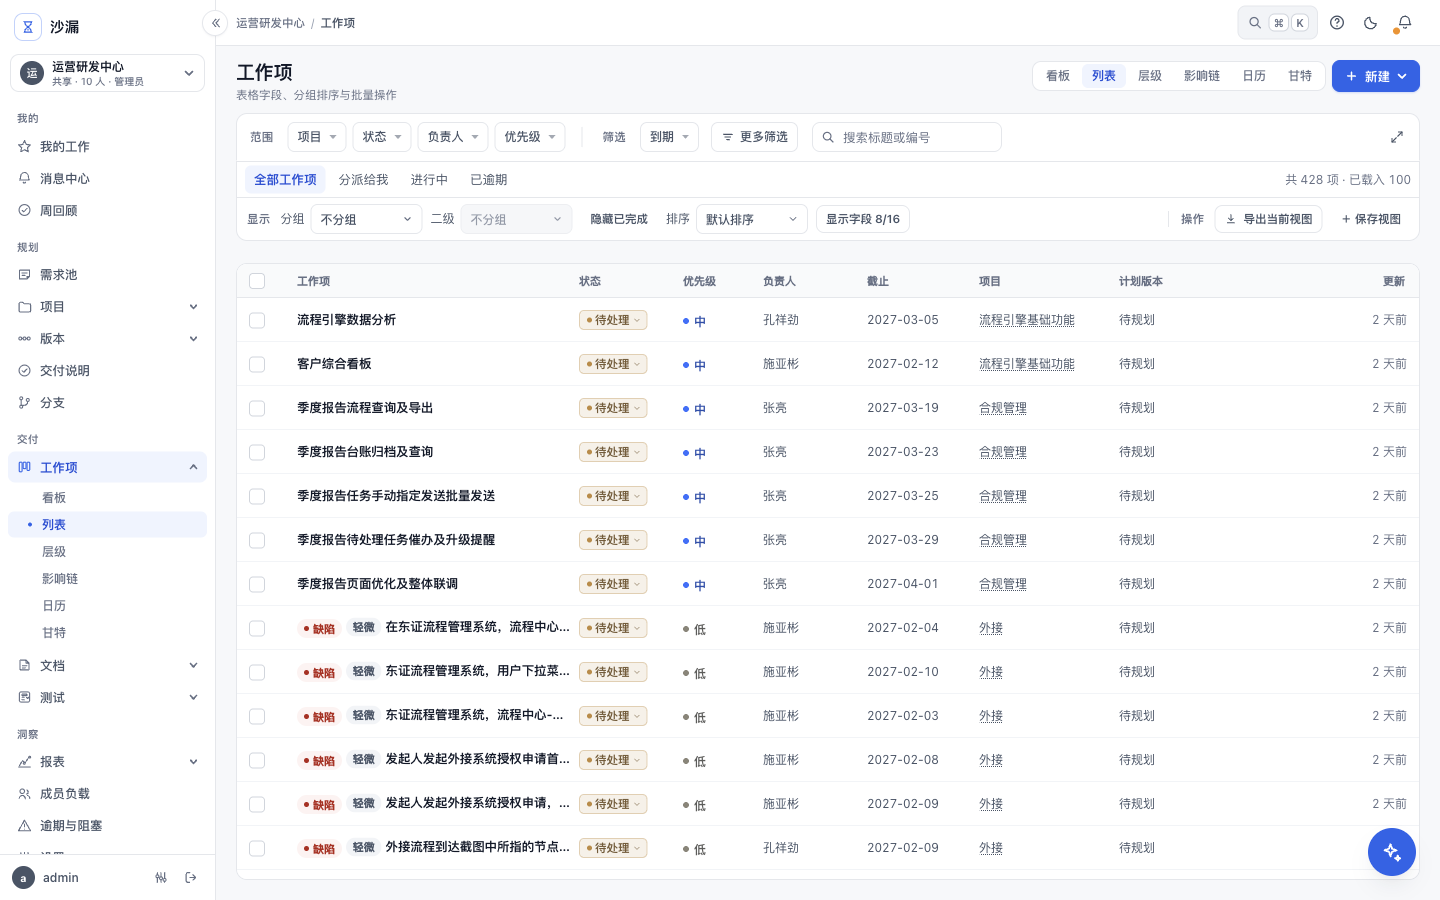 沙漏
运
运营研发中心
共享 · 10 人 · 管理员
我的
我的工作
消息中心
周回顾
规划
需求池
项目
版本
交付说明
分支
交付
工作项
看板
列表
层级
影响链
日历
甘特
文档
测试
洞察
报表
成员负载
逾期与阻塞
a admin
运营研发中心 / 工作项
⌘ K
工作项
表格字段、分组排序与批量操作
看板 列表 层级 影响链 日历 甘特
+ 新建
范围 项目 状态 负责人 优先级 筛选 到期 更多筛选 搜索标题或编号
全部工作项 分派给我 进行中 已逾期 共 428 项 · 已载入 100
显示 分组 不分组 二级 不分组 隐藏已完成 排序 默认排序 显示字段 8/16 操作 导出当前视图 + 保存视图
工作项 状态 优先级 负责人 截止 项目 计划版本 更新
流程引擎数据分析 待处理 中 孔祥劲 2027-03-05 流程引擎基础功能 待规划 2 天前
客户综合看板 待处理 中 施亚彬 2027-02-12 流程引擎基础功能 待规划 2 天前
季度报告流程查询及导出 待处理 中 张亮 2027-03-19 合规管理 待规划 2 天前
季度报告台账归档及查询 待处理 中 张亮 2027-03-23 合规管理 待规划 2 天前
季度报告任务手动指定发送批量发送 待处理 中 张亮 2027-03-25 合规管理 待规划 2 天前
季度报告待处理任务催办及升级提醒 待处理 中 张亮 2027-03-29 合规管理 待规划 2 天前
季度报告页面优化及整体联调 待处理 中 张亮 2027-04-01 合规管理 待规划 2 天前
缺陷 轻微 在东证流程管理系统，流程中心... 待处理 低 施亚彬 2027-02-04 外接 待规划 2 天前
缺陷 轻微 东证流程管理系统，用户下拉菜... 待处理 低 施亚彬 2027-02-10 外接 待规划 2 天前
缺陷 轻微 东证流程管理系统，流程中心-... 待处理 低 施亚彬 2027-02-03 外接 待规划 2 天前
缺陷 轻微 发起人发起外接系统授权申请首... 待处理 低 施亚彬 2027-02-08 外接 待规划 2 天前
缺陷 轻微 发起人发起外接系统授权申请，... 待处理 低 施亚彬 2027-02-09 外接 待规划 2 天前
缺陷 轻微 外接流程到达截图中所指的节点... 待处理 低 孔祥劲 2027-02-09 外接 待规划 2 天前